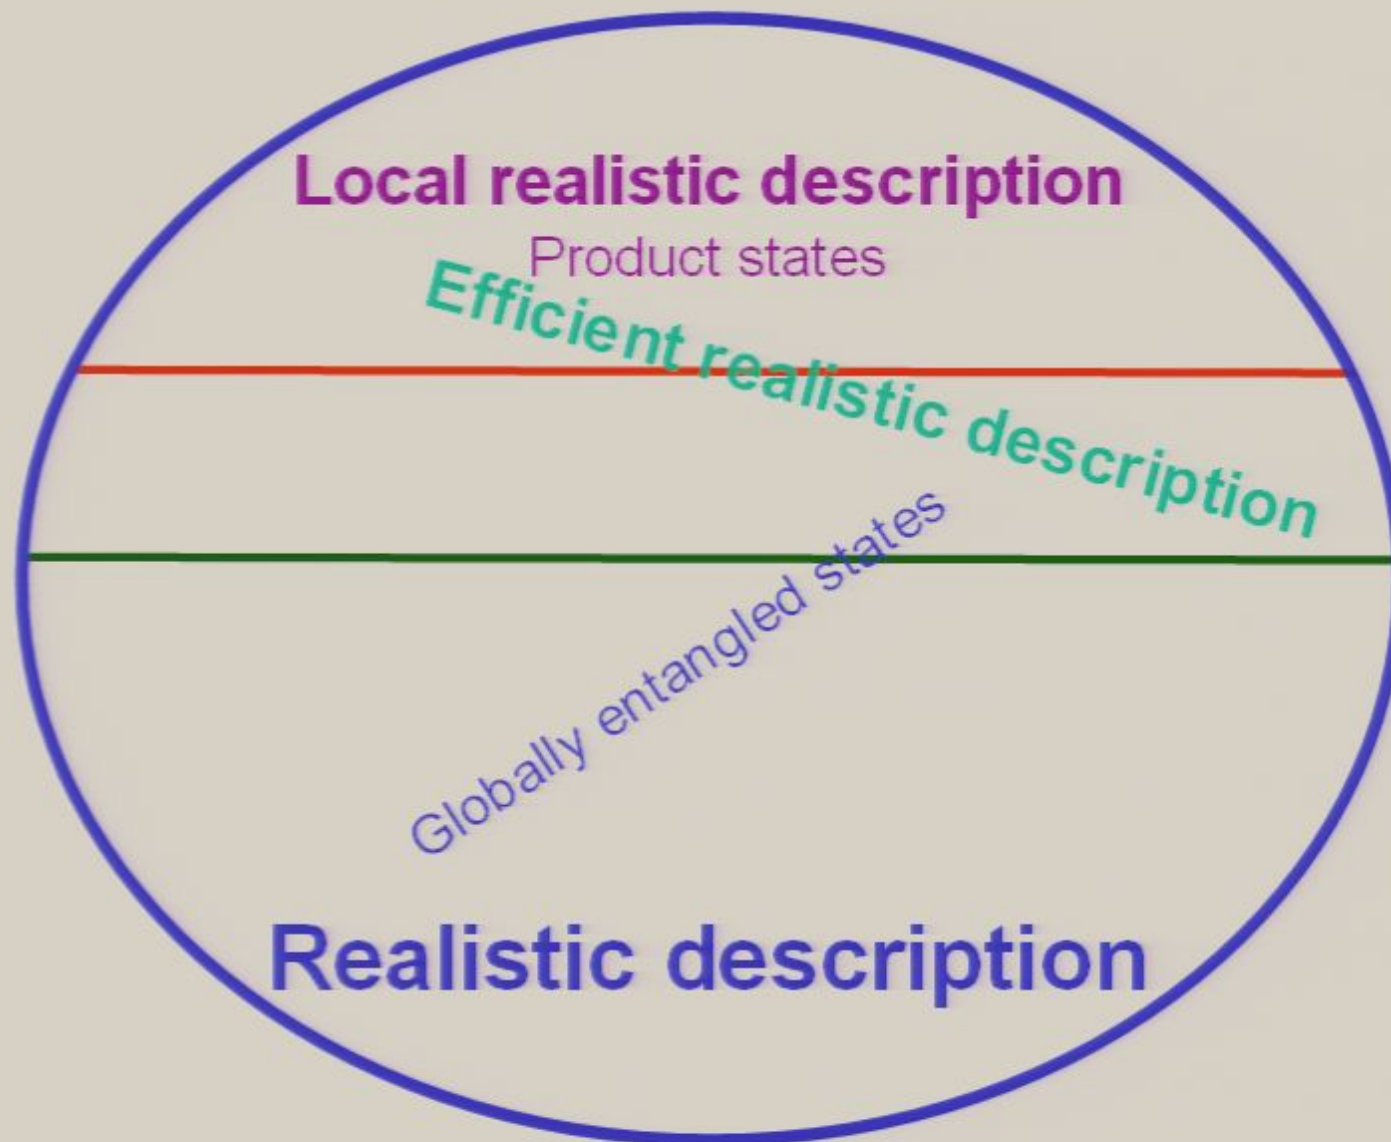 Local realistic description
Product states
Efficient realistic description
Globally entangled states
Realistic description